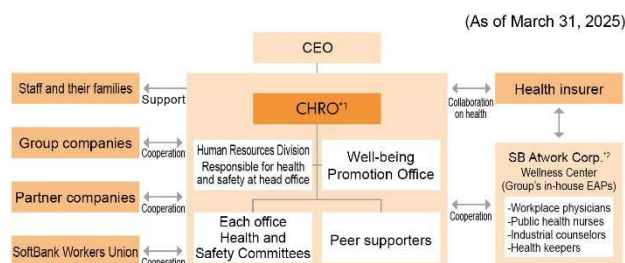 (As of March 31, 2025)
CEO
Staff and their families
Support
CHRO*1
Collaboration
on health
Health insurer
Group companies
Cooperation
Human Resources Division
Responsible for health
and safety at head office
Well-being
Promotion Office
SB Atwork Corp.*2
Wellness Center
(Group's in-house EAPs)
-Workplace physicians
-Public health nurses
-Industrial counselors
-Health keepers
Partner companies
Cooperation
Cooperation
Each office
Health and
Safety Committees
Peer supporters
SoftBank Workers Union
Cooperation